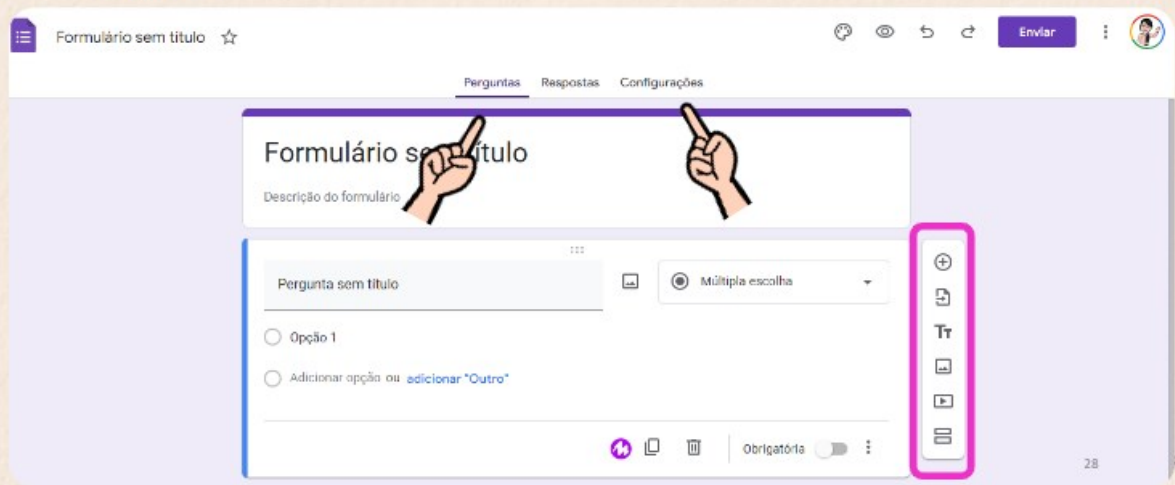 Formulário sem título
Enviar
Perguntas Respostas Configurações
Formulário se título
Descrição do formulário
Pergunta sem título
Múltipla escolha
Opção 1
Adicionar opção ou adicionar "Outro"
Obrigatória
Tт
28